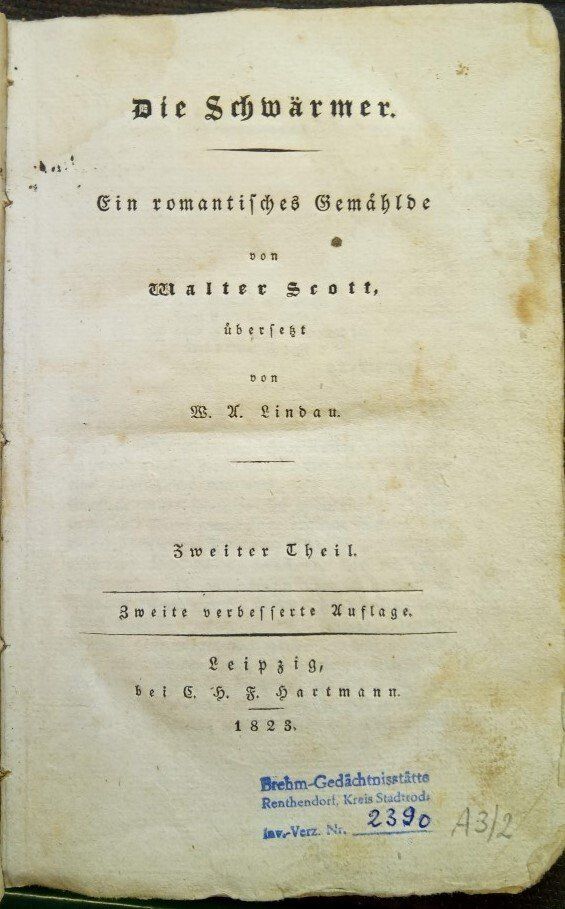 Die Schwärmer.
Ein romantiſches Gemählde
von
Walter Scott,
überſetzt
von
W. A. Lindau.
Zweiter Theil.
Zweite verbeſſerte Auflage.
Leipzig,
bei C. H. F. Hartmann.
1823.
Brehm-Gedächtnisstätte
Renthendorf, Kreis Stadtrod.
Inv.-Verz. Nr. 2390
A3/2